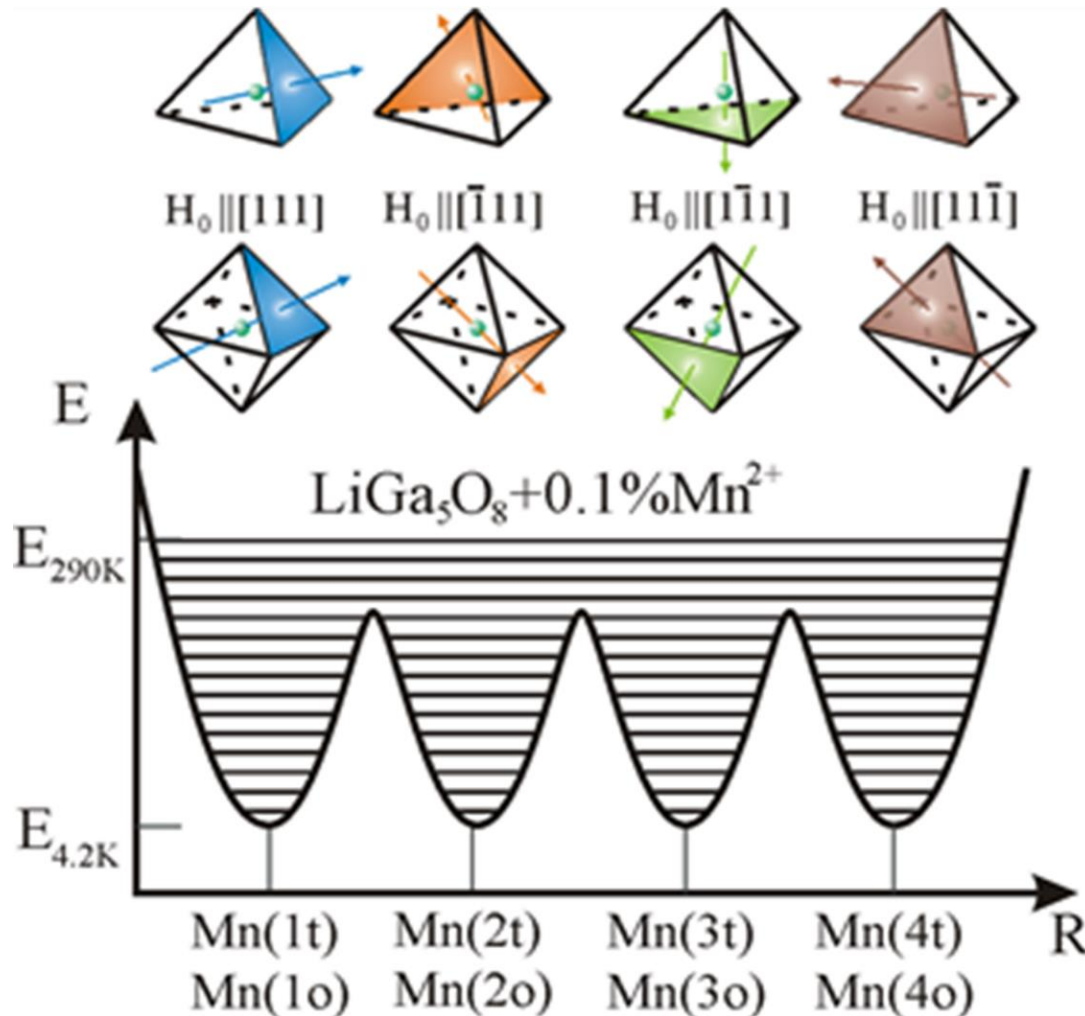 H₀||[111] H₀||[1̄11] H₀||[11̄1] H₀||[111̄]
E
LiGa₅O₈+0.1%Mn²⁺
E₂₉₀K
E₄.₂K
Mn(1t) Mn(2t) Mn(3t) Mn(4t) R
Mn(1o) Mn(2o) Mn(3o) Mn(4o)